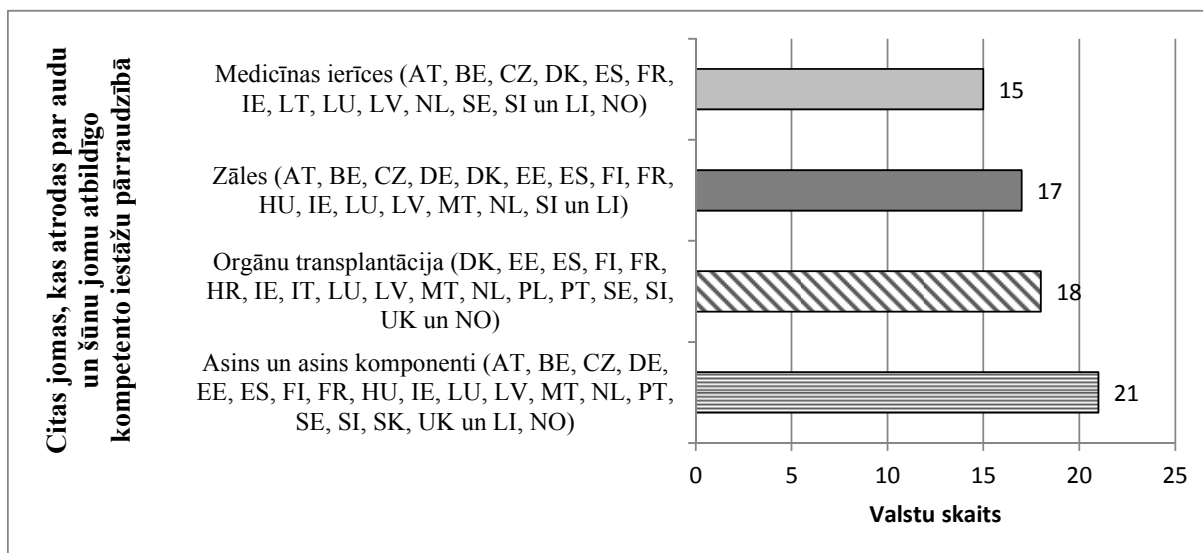 Citas jomas, kas atrodas par audu
un šūnu jomu atbildīgo
kompetento iestāžu pārraudzībā
Medicīnas ierīces (AT, BE, CZ, DK, ES, FR,
IE, LT, LU, LV, NL, SE, SI un LI, NO)
15
Zāles (AT, BE, CZ, DE, DK, EE, ES, FI, FR,
HU, IE, LU, LV, MT, NL, SI un LI)
17
Orgānu transplantācija (DK, EE, ES, FI, FR,
HR, IE, IT, LU, LV, MT, NL, PL, PT, SE, SI,
UK un NO)
18
Asins un asins komponenti (AT, BE, CZ, DE,
EE, ES, FI, FR, HU, IE, LU, LV, MT, NL, PT,
SE, SI, SK, UK un LI, NO)
21
0 5 10 15 20 25
Valstu skaits